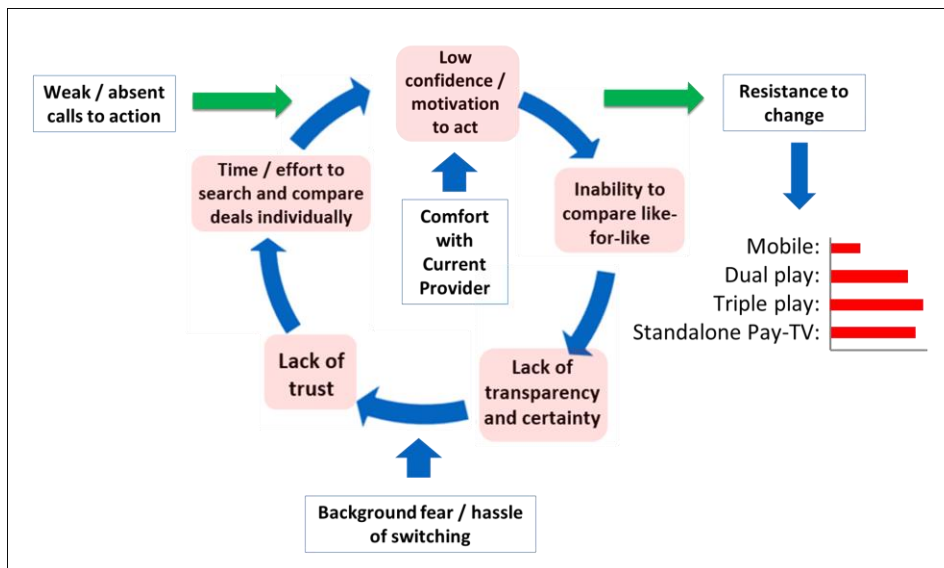 Weak / absent
calls to action
Low
confidence /
motivation
to act
Resistance to
change
Time / effort to
search and compare
deals individually
Comfort
with
Current
Provider
Inability to
compare like-
for-like
Mobile:
Dual play:
Triple play:
Standalone Pay-TV:
Lack of
trust
Lack of
transparency
and certainty
Background fear / hassle
of switching